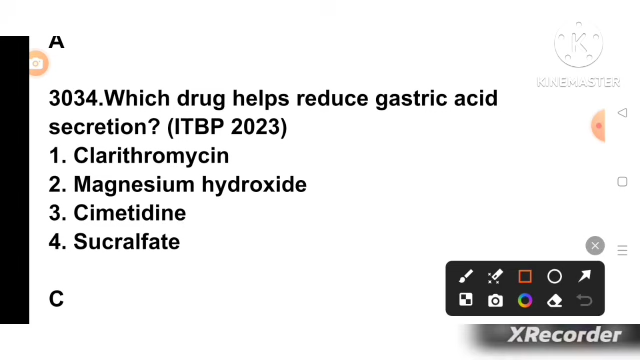 A
KINEMASTER
3034.Which drug helps reduce gastric acid
secretion? (ITBP 2023)
1. Clarithromycin
2. Magnesium hydroxide
3. Cimetidine
4. Sucralfate
C
XRecorder